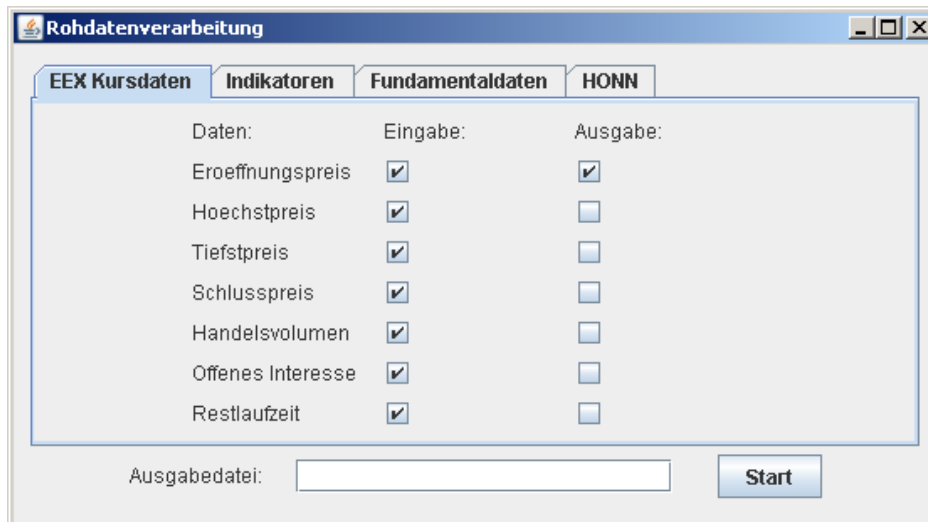 Rohdatenverarbeitung
EEX Kursdaten Indikatoren Fundamentaldaten HONN
Daten: Eingabe: Ausgabe:
Eroeffnungspreis
Hoechstpreis
Tiefstpreis
Schlusspreis
Handelsvolumen
Offenes Interesse
Restlaufzeit
Ausgabedatei: Start